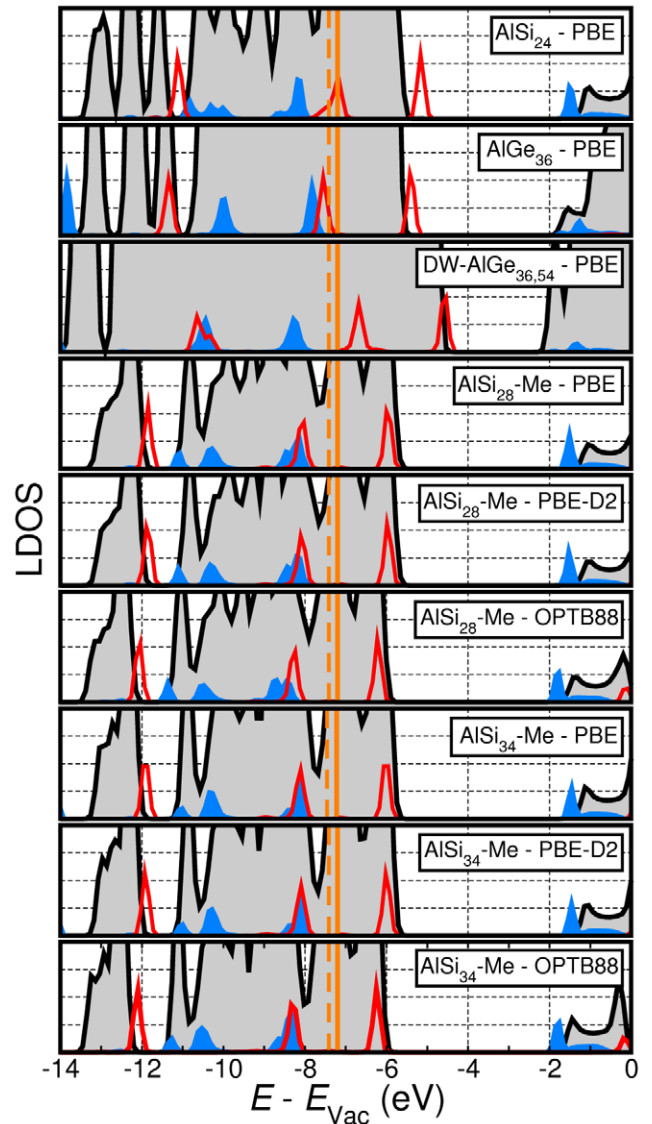 AlSi24 - PBE
AlGe36 - PBE
DW-AlGe36,54 - PBE
AlSi28-Me - PBE
AlSi28-Me - PBE-D2
AlSi28-Me - OPTB88
AlSi34-Me - PBE
AlSi34-Me - PBE-D2
AlSi34-Me - OPTB88
LDOS
-14 -12 -10 -8 -6 -4 -2 0
E - EVac (eV)